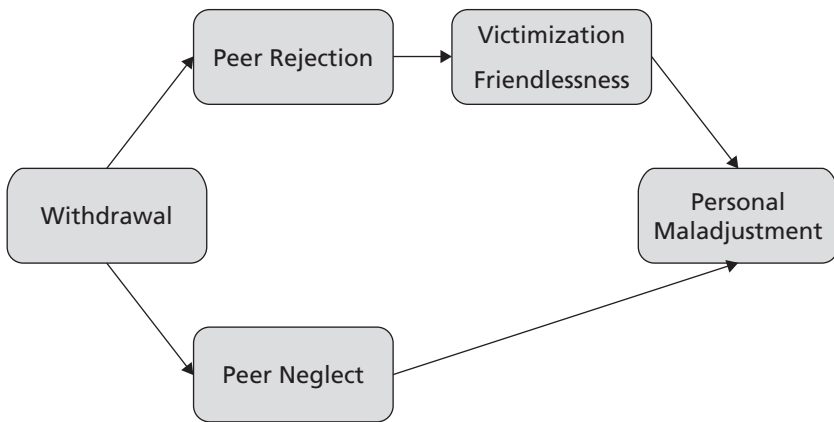 Peer Rejection
Victimization
Friendlessness
Withdrawal
Personal
Maladjustment
Peer Neglect